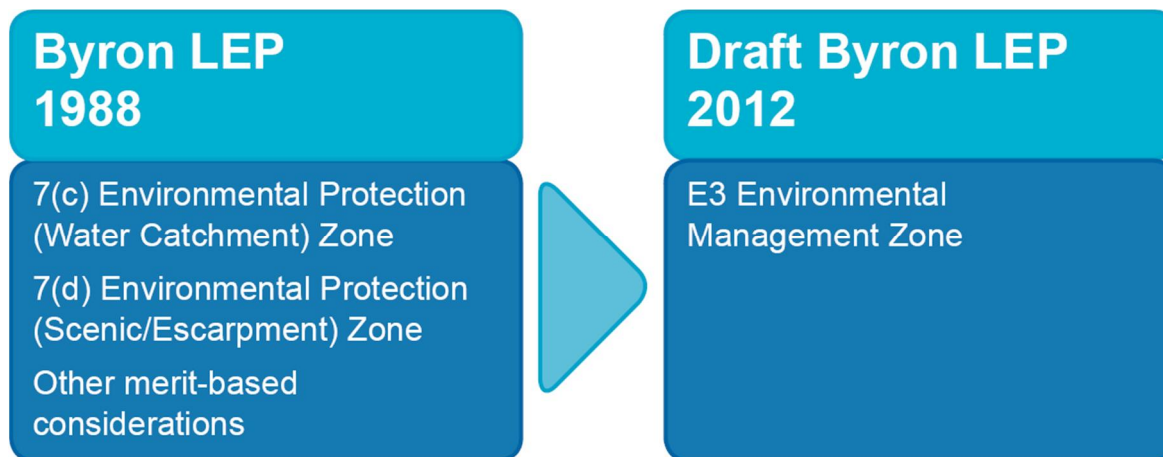 Byron LEP
1988
7(c) Environmental Protection
(Water Catchment) Zone
7(d) Environmental Protection
(Scenic/Escarpment) Zone
Other merit-based
considerations
Draft Byron LEP
2012
E3 Environmental
Management Zone